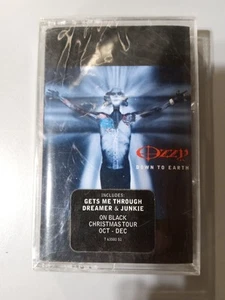 Ozzy
DOWN TO EARTH
INCLUDES:
GETS ME THROUGH
DREAMER & JUNKIE
ON BLACK
CHRISTMAS TOUR
OCT - DEC